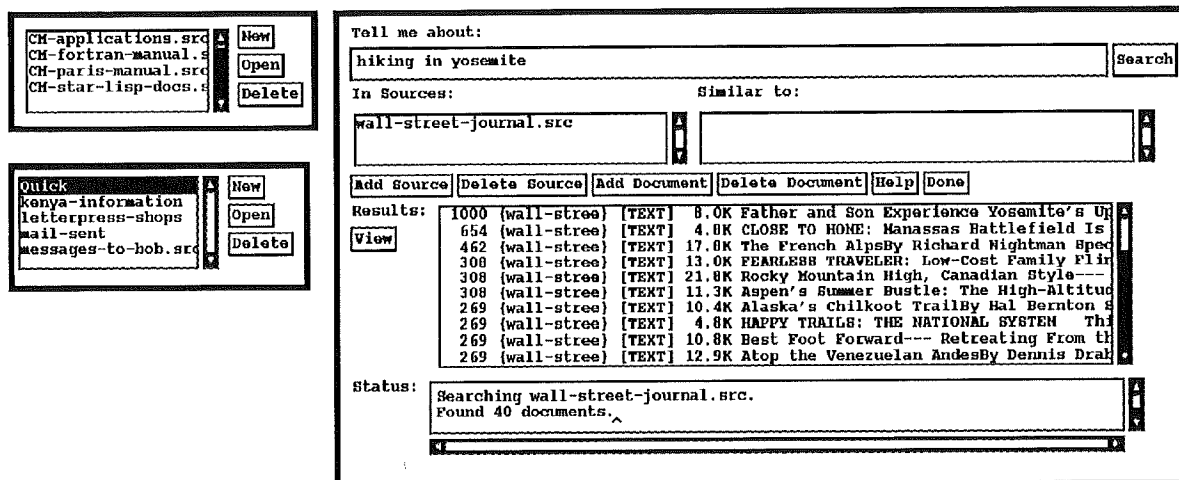 CM-applications.src
CM-fortran-manual.s
CM-paris-manual.src
CM-star-lisp-docs.s
New
Open
Delete
Quick
kenya-information
letterpress-shops
mail-sent
messages-to-bob.src
New
Open
Delete
Tell me about:
hiking in yosemite
Search
In Sources: Similar to:
wall-street-journal.src
Add Source Delete Source Add Document Delete Document Help Done
Results:
View
1000 {wall-stree} [TEXT] 8.0K Father and Son Experience Yosemite's Up
654 {wall-stree} [TEXT] 4.8K CLOSE TO HOME: Manassas Battlefield Is
462 {wall-stree} [TEXT] 17.8K The French AlpsBy Richard Nightman Spec
308 {wall-stree} [TEXT] 13.0K FEARLESS TRAVELER: Low-Cost Family Flin
308 {wall-stree} [TEXT] 21.8K Rocky Mountain High, Canadian Style---
308 {wall-stree} [TEXT] 11.3K Aspen's Summer Bustle: The High-Altitud
269 {wall-stree} [TEXT] 10.4K Alaska's Chilkoot TrailBy Hal Bernton S
269 {wall-stree} [TEXT] 4.8K HAPPY TRAILS: THE NATIONAL SYSTEM Thi
269 {wall-stree} [TEXT] 10.8K Best Foot Forward--- Retreating From th
269 {wall-stree} [TEXT] 12.9K Atop the Venezuelan AndesBy Dennis Drab
Status:
Searching wall-street-journal.src.
Found 40 documents.